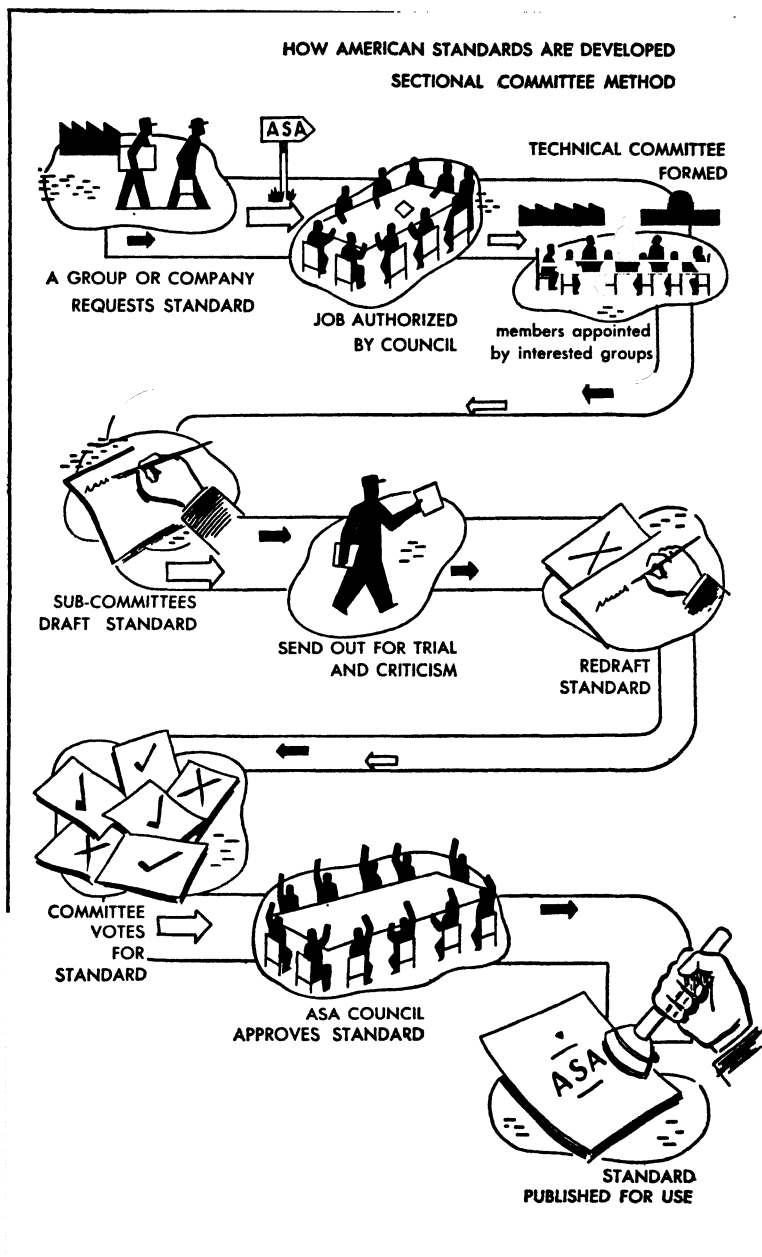 HOW AMERICAN STANDARDS ARE DEVELOPED
SECTIONAL COMMITTEE METHOD
ASA
A GROUP OR COMPANY
REQUESTS STANDARD
JOB AUTHORIZED
BY COUNCIL
TECHNICAL COMMITTEE
FORMED
members appointed
by interested groups
SUB-COMMITTEES
DRAFT STANDARD
SEND OUT FOR TRIAL
AND CRITICISM
REDRAFT
STANDARD
COMMITTEE
VOTES
FOR
STANDARD
ASA COUNCIL
APPROVES STANDARD
ASA
STANDARD
PUBLISHED FOR USE